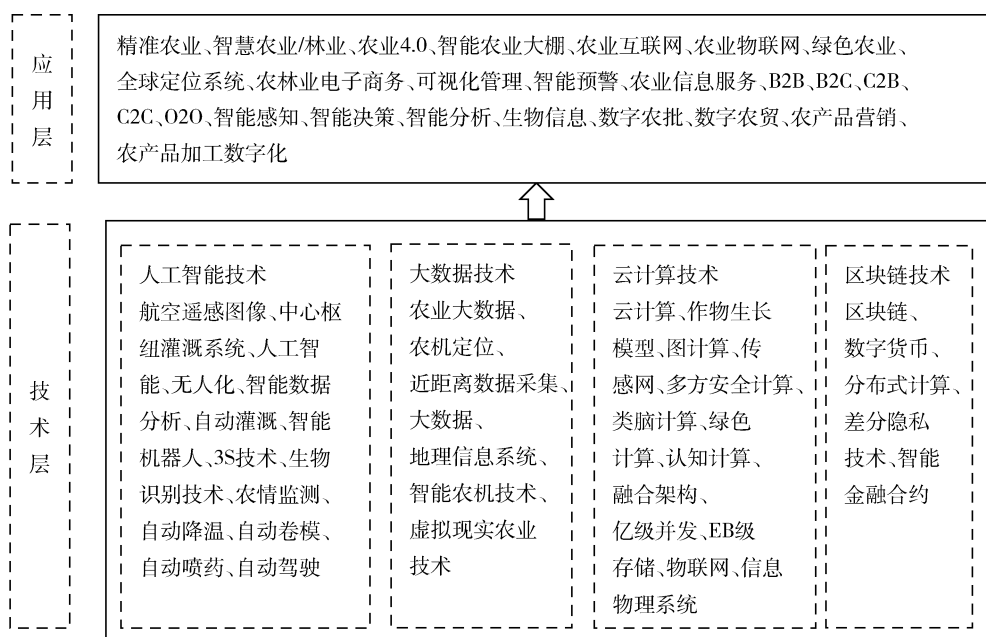 应用层
精准农业、智慧农业/林业、农业4.0、智能农业大棚、农业互联网、农业物联网、绿色农业、
全球定位系统、农林业电子商务、可视化管理、智能预警、农业信息服务、B2B、B2C、C2B、
C2C、O2O、智能感知、智能决策、智能分析、生物信息、数字农批、数字农贸、农产品营销、
农产品加工数字化
技术层
人工智能技术
航空遥感图像、中心枢
纽灌溉系统、人工智
能、无人化、智能数据
分析、自动灌溉、智能
机器人、3S技术、生物
识别技术、农情监测、
自动降温、自动卷模、
自动喷药、自动驾驶
大数据技术
农业大数据、
农机定位、
近距离数据采集、
大数据、
地理信息系统、
智能农机技术、
虚拟现实农业
技术
云计算技术
云计算、作物生长
模型、图计算、传
感网、多方安全计算、
类脑计算、绿色
计算、认知计算、
融合架构、
亿级并发、EB级
存储、物联网、信息
物理系统
区块链技术
区块链、
数字货币、
分布式计算、
差分隐私
技术、智能
金融合约